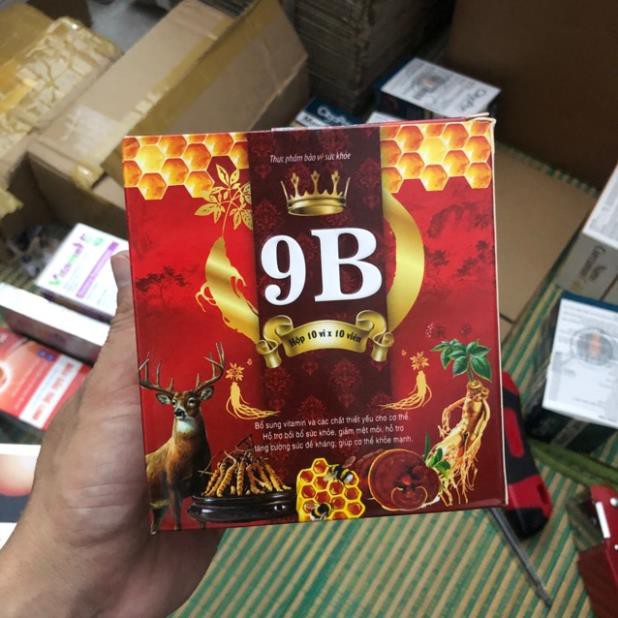 Thực phẩm bảo vệ sức khỏe
9B
Hộp 10 vỉ x 10 viên
Bổ sung vitamin và các chất thiết yếu cho cơ thể.
Hỗ trợ bồi bổ sức khỏe, giảm mệt mỏi, hỗ trợ
tăng cường sức đề kháng, giúp cơ thể khỏe mạnh.